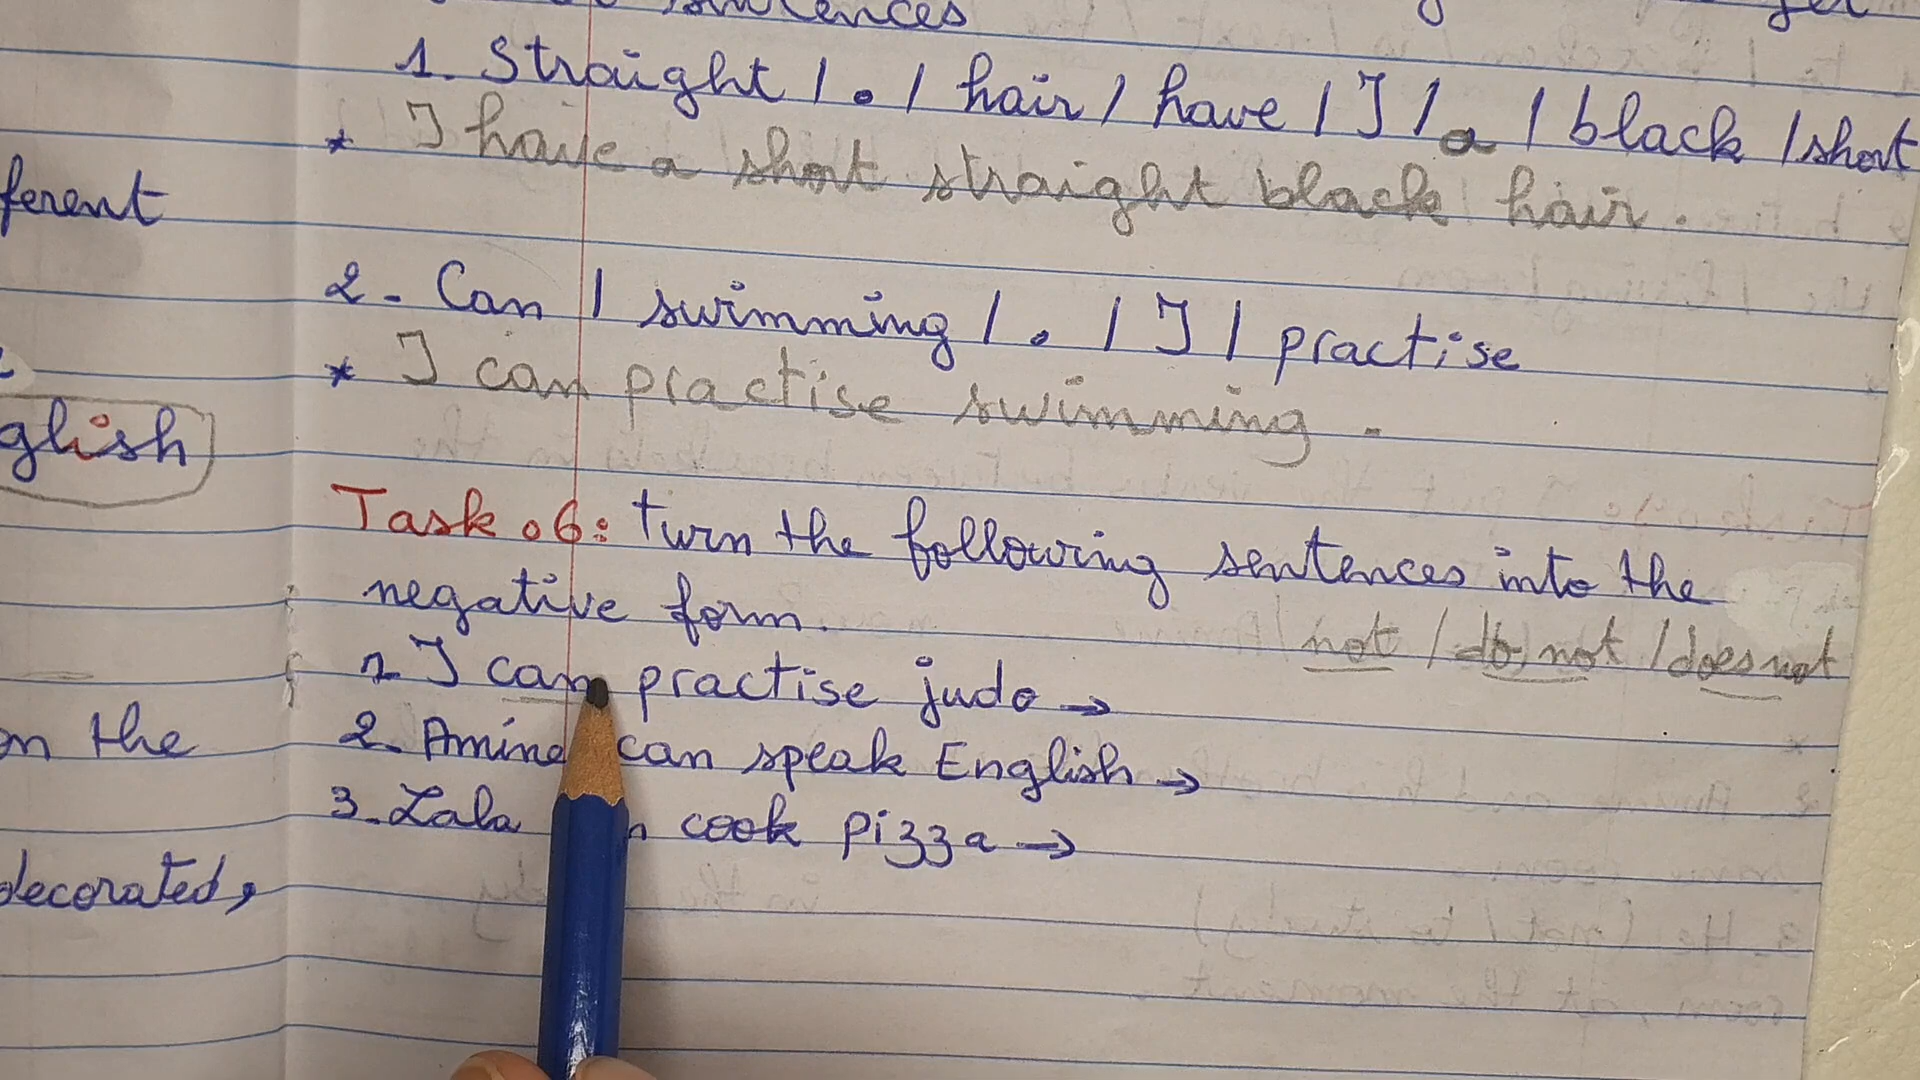 sentences
1. Straight / . / hair / have / I / a / black / short
* I have a short straight black hair.
ferent
2. Can / swimming / . / I / practise
* I can practise swimming.
glish
Task 06: turn the following sentences into the
negative form.
not / do not / does not
1. I can practise judo →
2. Amine can speak English →
on the
3. Lala cook pizza →
decorated,